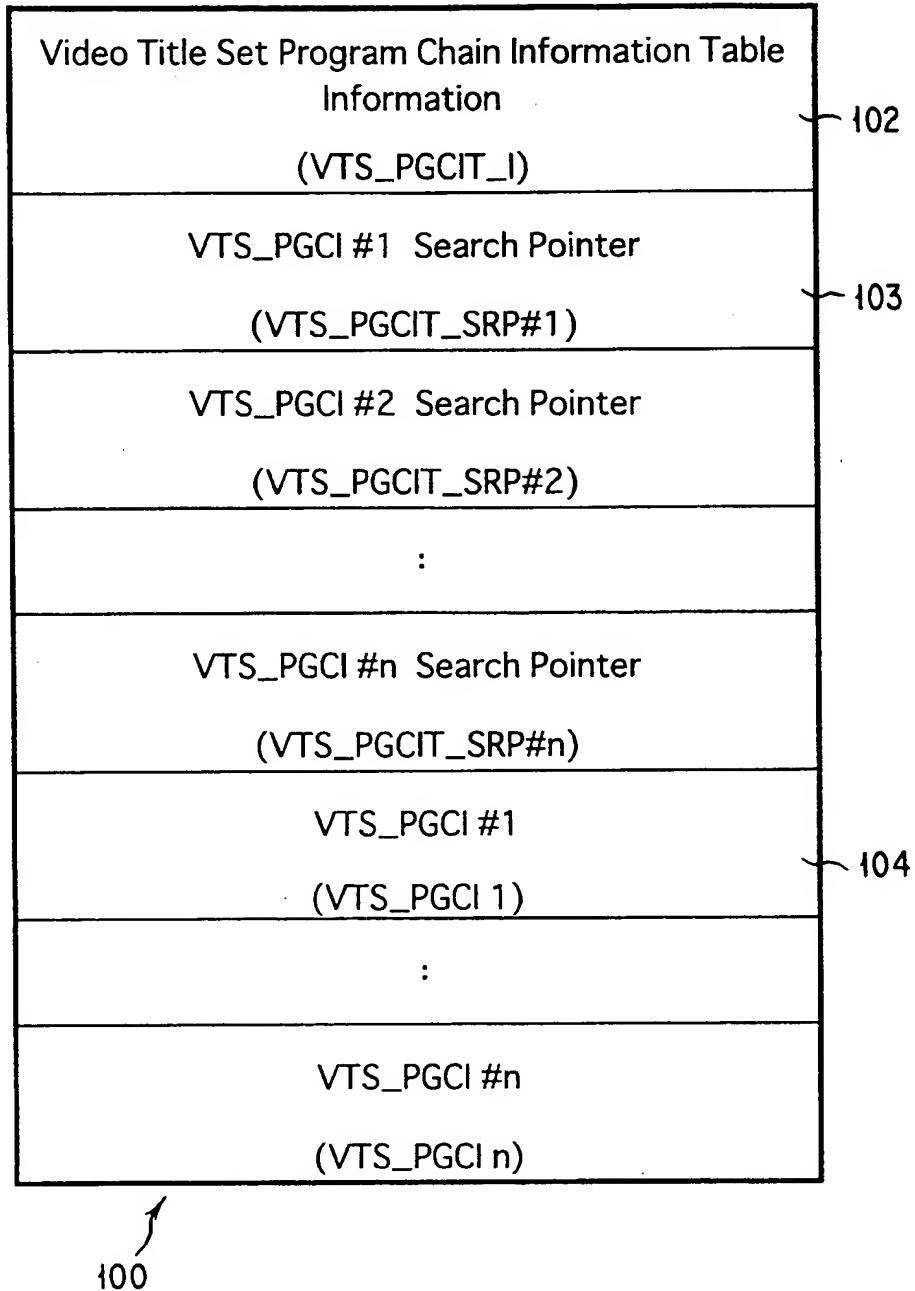 Video Title Set Program Chain Information Table
Information
(VTS_PGCIT_I)
102
VTS_PGCI #1 Search Pointer
(VTS_PGCIT_SRP#1)
103
VTS_PGCI #2 Search Pointer
(VTS_PGCIT_SRP#2)
:
VTS_PGCI #n Search Pointer
(VTS_PGCIT_SRP#n)
VTS_PGCI #1
(VTS_PGCI 1)
104
:
VTS_PGCI #n
(VTS_PGCI n)
100